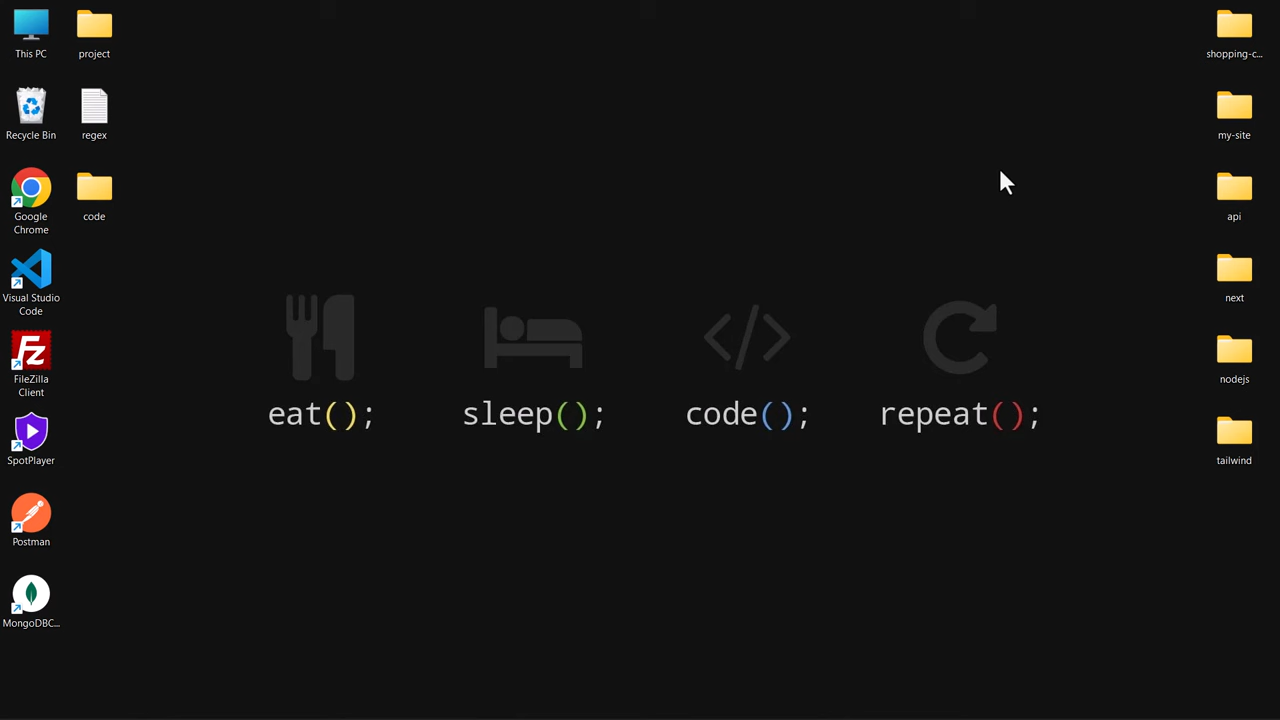 This PC
project
shopping-c...
Recycle Bin
regex
my-site
Google
Chrome
code
api
Visual Studio
Code
next
FileZilla
Client
nodejs
eat();
sleep();
code();
repeat();
SpotPlayer
tailwind
Postman
MongoDBC...